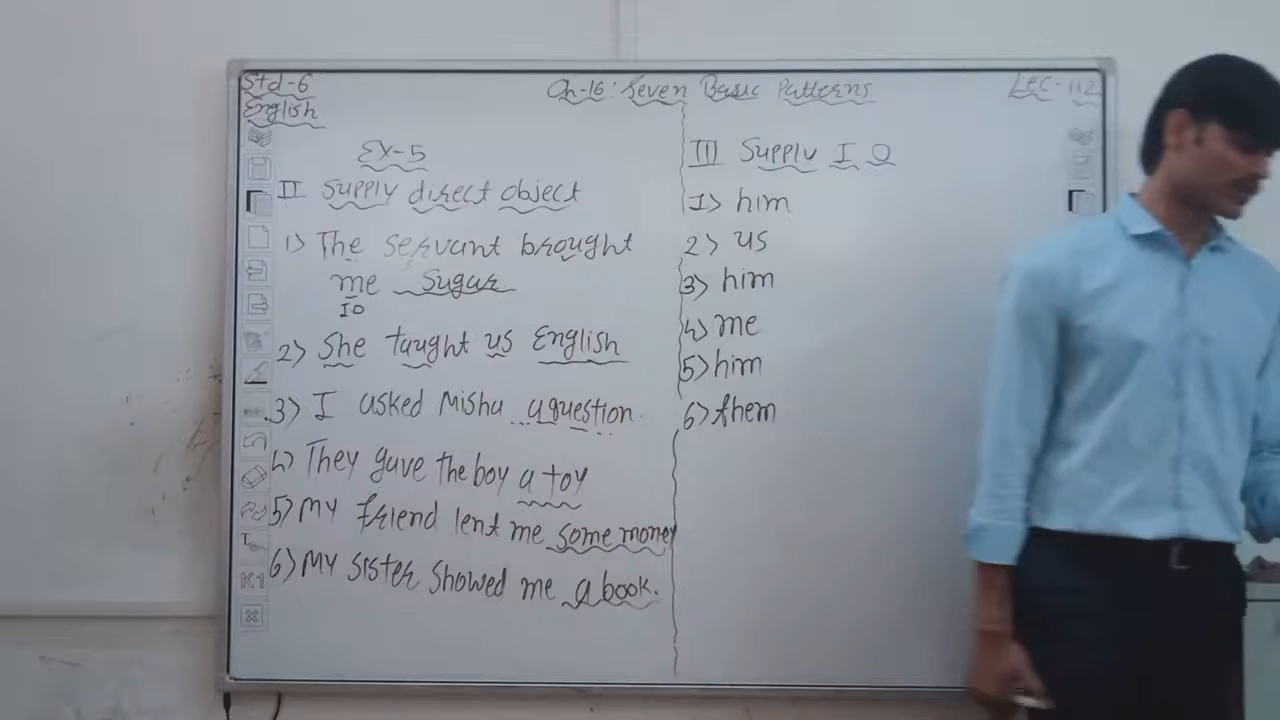 Std-6
English
Ch-16: Seven Basic Patterns
Lec-112
Ex-5
II Supply direct object
1) The servant brought
me Sugar
IO
2) She taught us English
3) I asked Misha a question.
4) They gave the boy a toy
5) My friend lent me some money
6) My sister showed me a book.
III Supply I O
1) him
2) us
3) him
4) me
5) him
6) them
T
K1